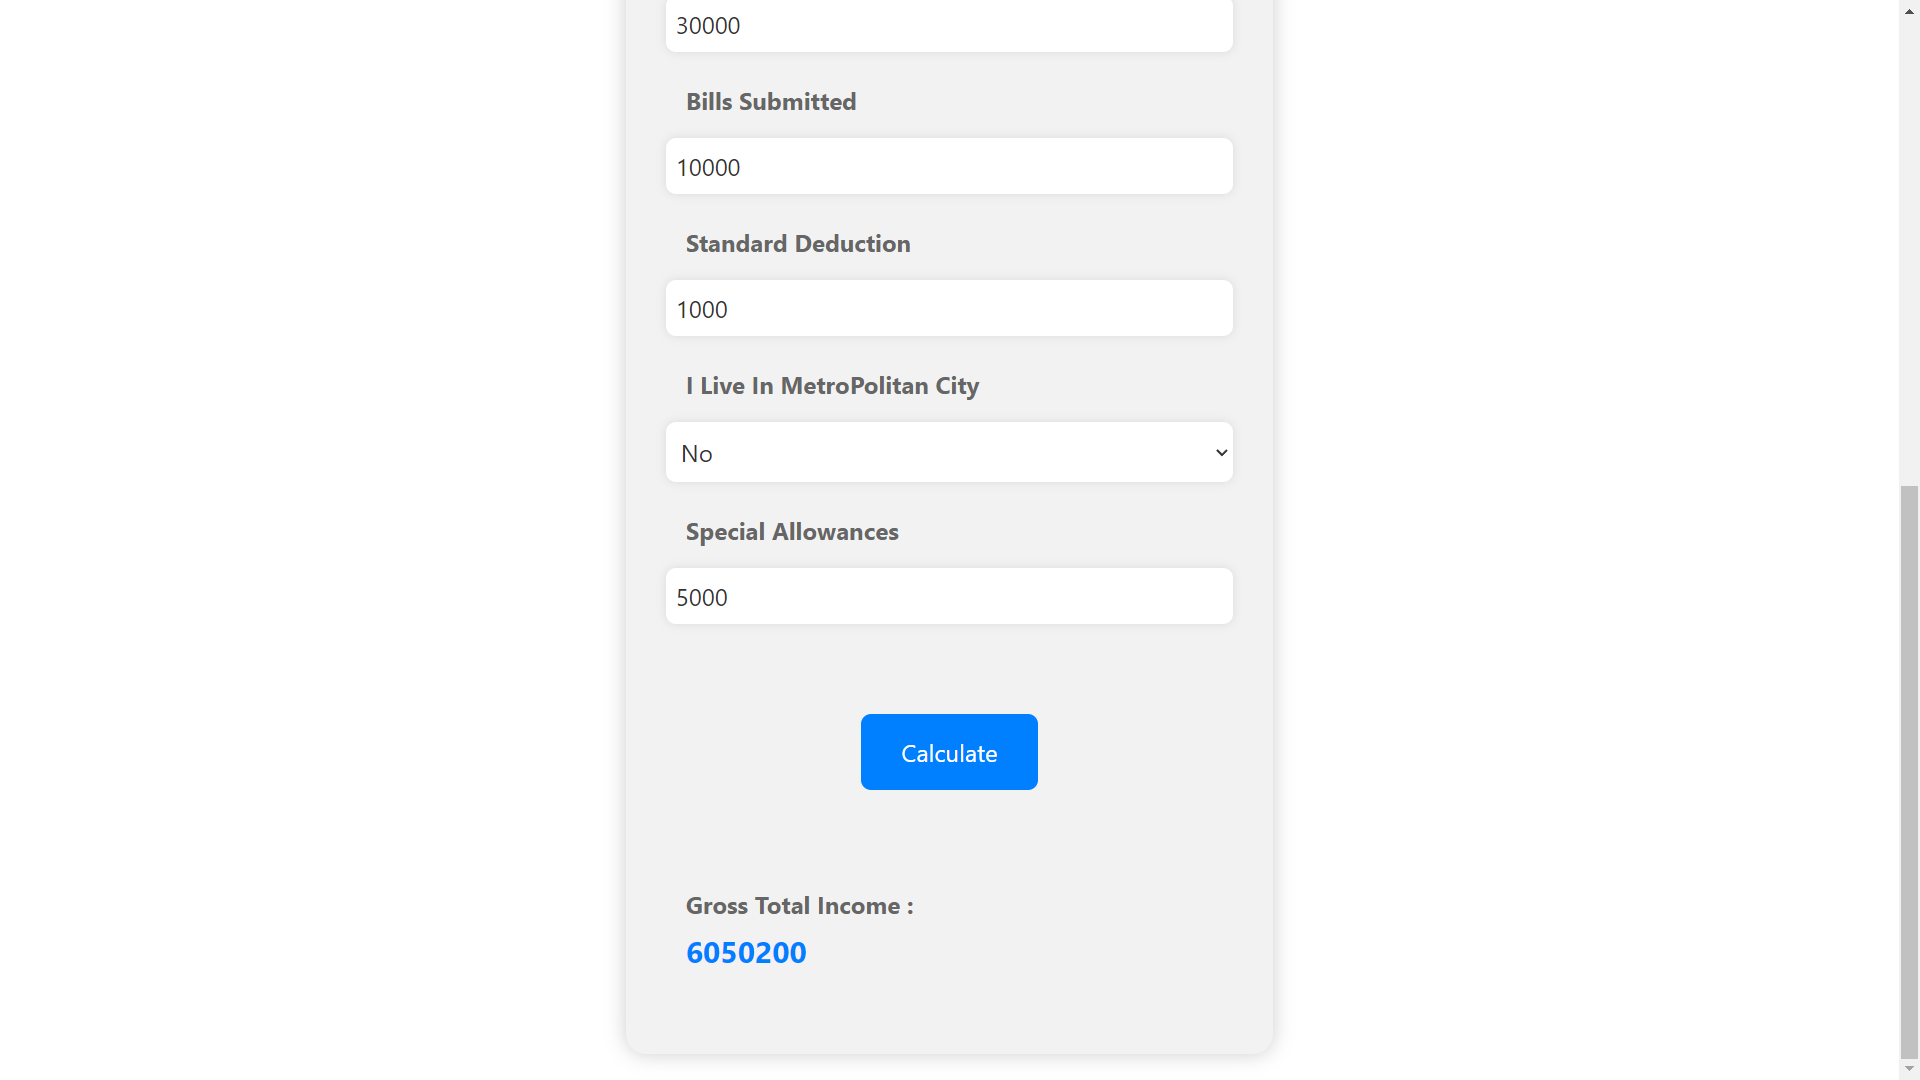 30000
Bills Submitted
10000
Standard Deduction
1000
I Live In MetroPolitan City
No
Special Allowances
5000
Calculate
Gross Total Income :
6050200